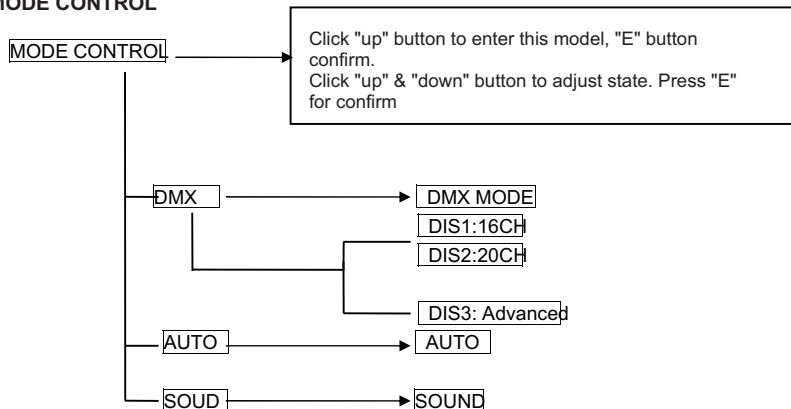 MODE CONTROL
MODE CONTROL
Click "up" button to enter this model, "E" button
confirm.
Click "up" & "down" button to adjust state. Press "E"
for confirm
DMX
DMX MODE
DIS1:16CH
DIS2:20CH
DIS3: Advanced
AUTO
AUTO
SOUD
SOUND